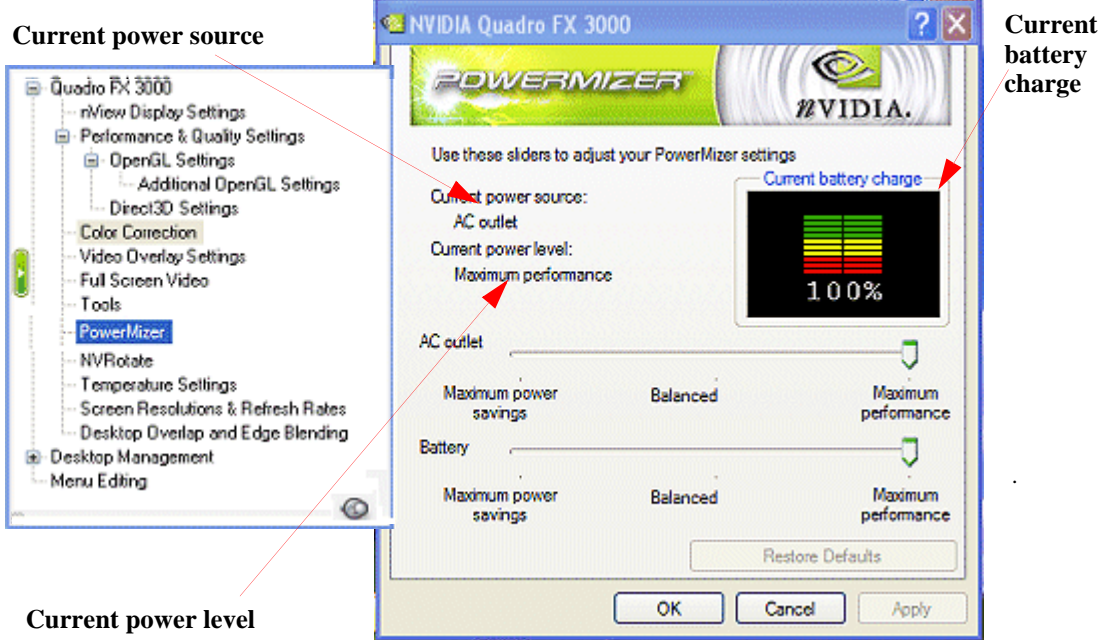 Current power source
Quadro FX 3000
nView Display Settings
Performance & Quality Settings
OpenGL Settings
Additional OpenGL Settings
Direct3D Settings
Color Correction
Video Overlay Settings
Full Screen Video
Tools
PowerMizer
NVRotate
Temperature Settings
Screen Resolutions & Refresh Rates
Desktop Overlap and Edge Blending
Desktop Management
Menu Editing
Current power level
NVIDIA Quadro FX 3000
POWERMIZER™
nVIDIA.
Use these sliders to adjust your PowerMizer settings
Current power source:
AC outlet
Current power level:
Maximum performance
Current battery charge
100%
AC outlet
Maximum power
savings
Balanced
Maximum
performance
Battery
Maximum power
savings
Balanced
Maximum
performance
Restore Defaults
OK
Cancel
Apply
Current
battery
charge
.